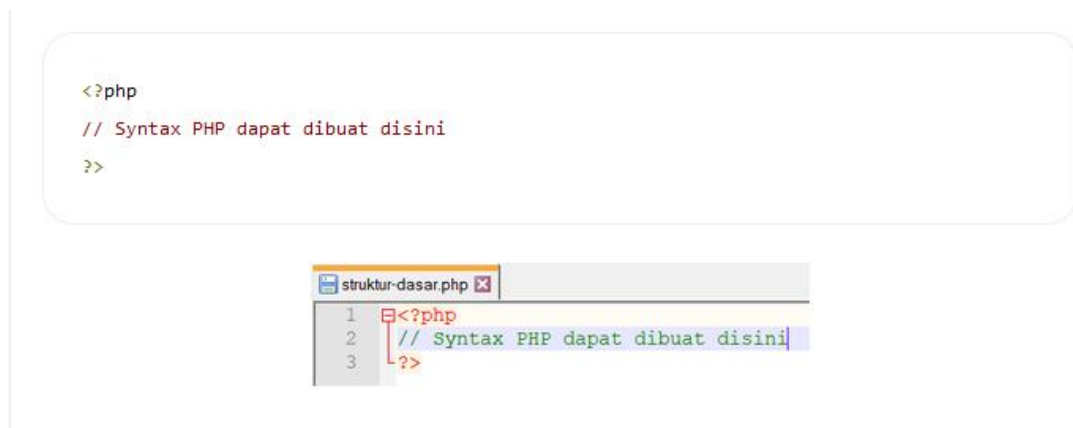 <?php
// Syntax PHP dapat dibuat disini
?>
struktur-dasar.php
1 <?php
2 // Syntax PHP dapat dibuat disini
3 ?>